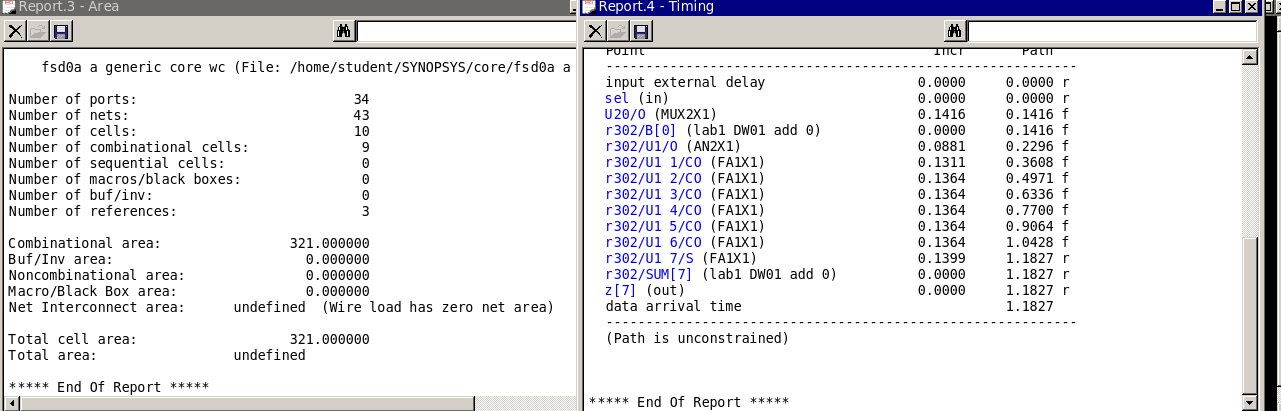 Report.3 - Area
fsd0a a generic core wc (File: /home/student/SYNOPSYS/core/fsd0a a
Number of ports: 34
Number of nets: 43
Number of cells: 10
Number of combinational cells: 9
Number of sequential cells: 0
Number of macros/black boxes: 0
Number of buf/inv: 0
Number of references: 3
Combinational area: 321.000000
Buf/Inv area: 0.000000
Noncombinational area: 0.000000
Macro/Black Box area: 0.000000
Net Interconnect area: undefined (Wire load has zero net area)
Total cell area: 321.000000
Total area: undefined
***** End Of Report *****
Report.4 - Timing
Point Incr Path
-----------------------------------------------------------
input external delay 0.0000 0.0000 r
sel (in) 0.0000 0.0000 r
U20/O (MUX2X1) 0.1416 0.1416 f
r302/B[0] (lab1 DW01 add 0) 0.0000 0.1416 f
r302/U1/O (AN2X1) 0.0881 0.2296 f
r302/U1 1/CO (FA1X1) 0.1311 0.3608 f
r302/U1 2/CO (FA1X1) 0.1364 0.4971 f
r302/U1 3/CO (FA1X1) 0.1364 0.6336 f
r302/U1 4/CO (FA1X1) 0.1364 0.7700 f
r302/U1 5/CO (FA1X1) 0.1364 0.9064 f
r302/U1 6/CO (FA1X1) 0.1364 1.0428 f
r302/U1 7/S (FA1X1) 0.1399 1.1827 r
r302/SUM[7] (lab1 DW01 add 0) 0.0000 1.1827 r
z[7] (out) 0.0000 1.1827 r
data arrival time 1.1827
-----------------------------------------------------------
(Path is unconstrained)
***** End Of Report *****